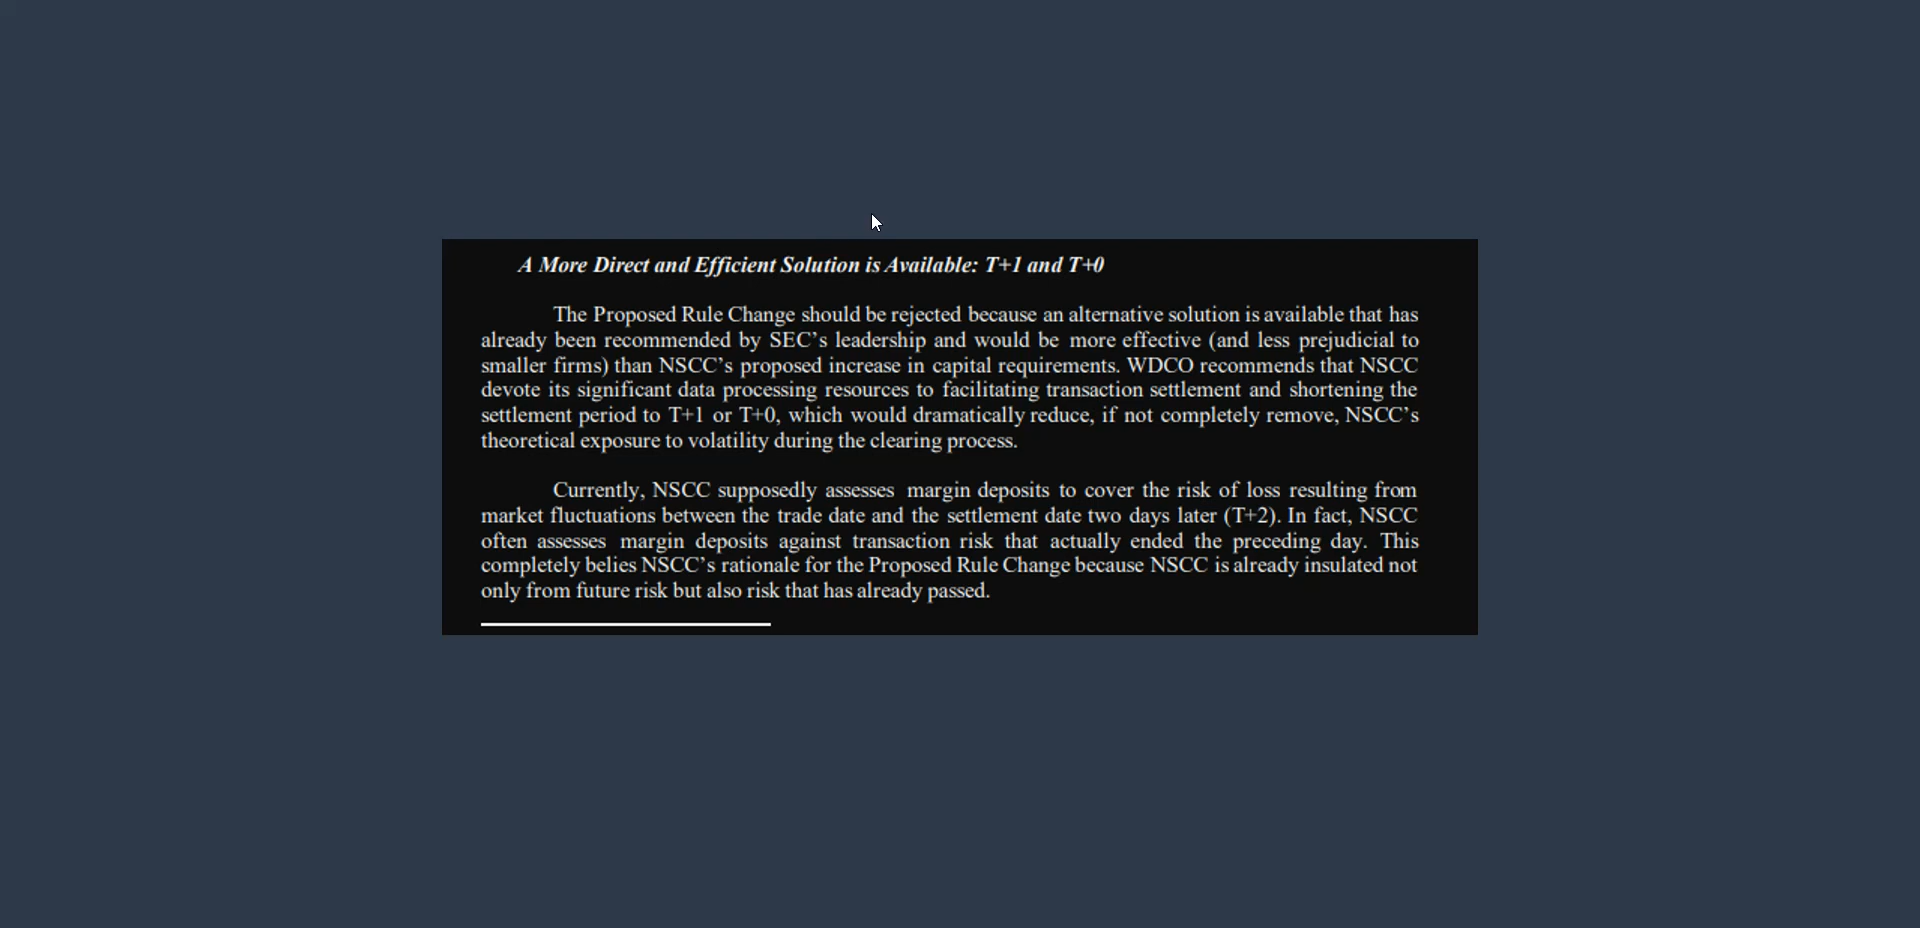 A More Direct and Efficient Solution is Available: T+1 and T+0
The Proposed Rule Change should be rejected because an alternative solution is available that has
already been recommended by SEC’s leadership and would be more effective (and less prejudicial to
smaller firms) than NSCC’s proposed increase in capital requirements. WDCO recommends that NSCC
devote its significant data processing resources to facilitating transaction settlement and shortening the
settlement period to T+1 or T+0, which would dramatically reduce, if not completely remove, NSCC’s
theoretical exposure to volatility during the clearing process.
Currently, NSCC supposedly assesses margin deposits to cover the risk of loss resulting from
market fluctuations between the trade date and the settlement date two days later (T+2). In fact, NSCC
often assesses margin deposits against transaction risk that actually ended the preceding day. This
completely belies NSCC’s rationale for the Proposed Rule Change because NSCC is already insulated not
only from future risk but also risk that has already passed.